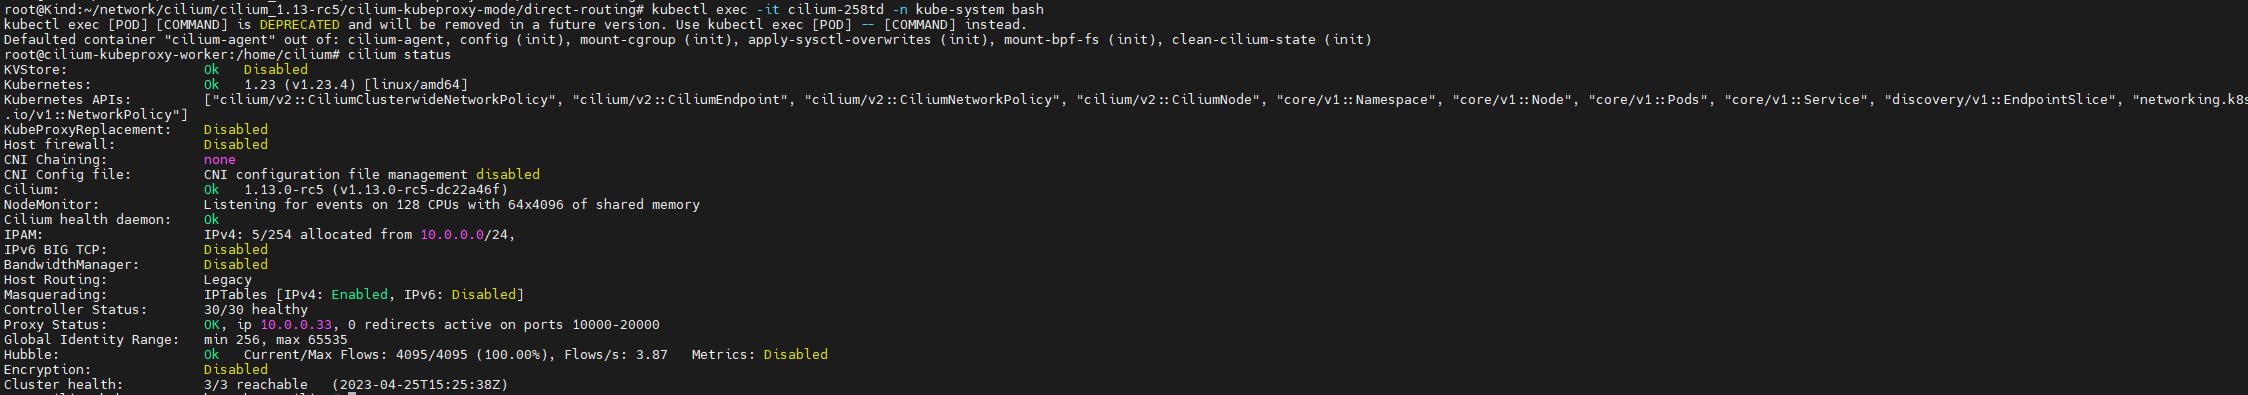 root@Kind:~/network/cilium/cilium_1.13-rc5/cilium-kubeproxy-mode/direct-routing# kubectl exec -it cilium-258td -n kube-system bash
kubectl exec [POD] [COMMAND] is DEPRECATED and will be removed in a future version. Use kubectl exec [POD] -- [COMMAND] instead.
Defaulted container "cilium-agent" out of: cilium-agent, config (init), mount-cgroup (init), apply-sysctl-overwrites (init), mount-bpf-fs (init), clean-cilium-state (init)
root@cilium-kubeproxy-worker:/home/cilium# cilium status
KVStore:                 Ok   Disabled
Kubernetes:              Ok   1.23 (v1.23.4) [linux/amd64]
Kubernetes APIs:         ["cilium/v2::CiliumClusterwideNetworkPolicy", "cilium/v2::CiliumEndpoint", "cilium/v2::CiliumNetworkPolicy", "cilium/v2::CiliumNode", "core/v1::Namespace", "core/v1::Node", "core/v1::Pods", "core/v1::Service", "discovery/v1::EndpointSlice", "networking.k8s
.io/v1::NetworkPolicy"]
KubeProxyReplacement:    Disabled
Host firewall:           Disabled
CNI Chaining:            none
CNI Config file:         CNI configuration file management disabled
Cilium:                  Ok   1.13.0-rc5 (v1.13.0-rc5-dc22a46f)
NodeMonitor:             Listening for events on 128 CPUs with 64x4096 of shared memory
Cilium health daemon:    Ok
IPAM:                    IPv4: 5/254 allocated from 10.0.0.0/24,
IPv6 BIG TCP:            Disabled
BandwidthManager:        Disabled
Host Routing:            Legacy
Masquerading:            IPTables [IPv4: Enabled, IPv6: Disabled]
Controller Status:       30/30 healthy
Proxy Status:            OK, ip 10.0.0.33, 0 redirects active on ports 10000-20000
Global Identity Range:   min 256, max 65535
Hubble:                  Ok   Current/Max Flows: 4095/4095 (100.00%), Flows/s: 3.87   Metrics: Disabled
Encryption:              Disabled
Cluster health:          3/3 reachable   (2023-04-25T15:25:38Z)